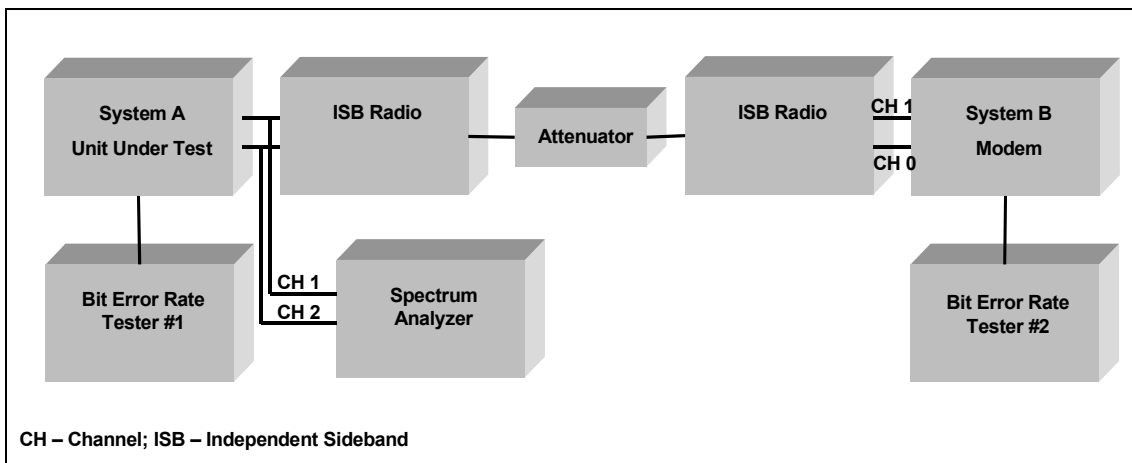 System A
Unit Under Test
ISB Radio
Attenuator
ISB Radio
CH 1
CH 0
System B
Modem
Bit Error Rate
Tester #1
CH 1
CH 2
Spectrum
Analyzer
Bit Error Rate
Tester #2
CH – Channel; ISB – Independent Sideband